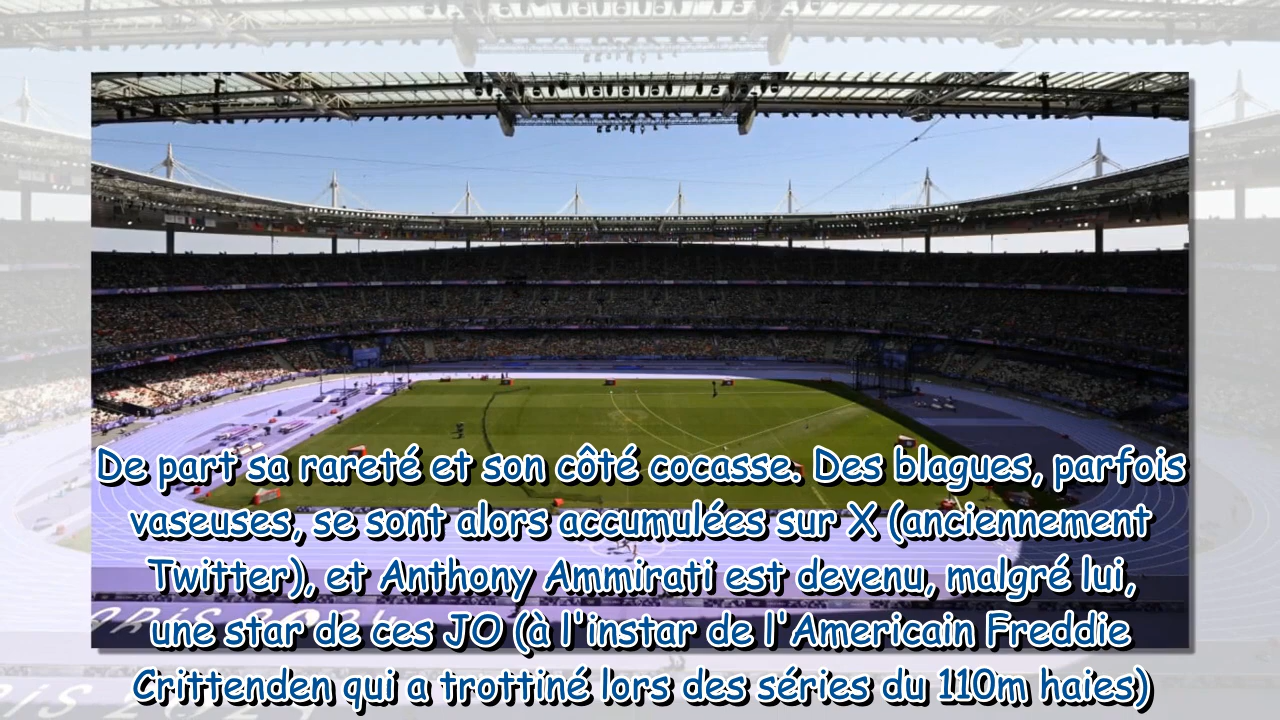 De part sa rareté et son côté cocasse. Des blagues, parfois
vaseuses, se sont alors accumulées sur X (anciennement
Twitter), et Anthony Ammirati est devenu, malgré lui,
une star de ces JO (à l'instar de l'Americain Freddie
Crittenden qui a trottiné lors des séries du 110m haies)